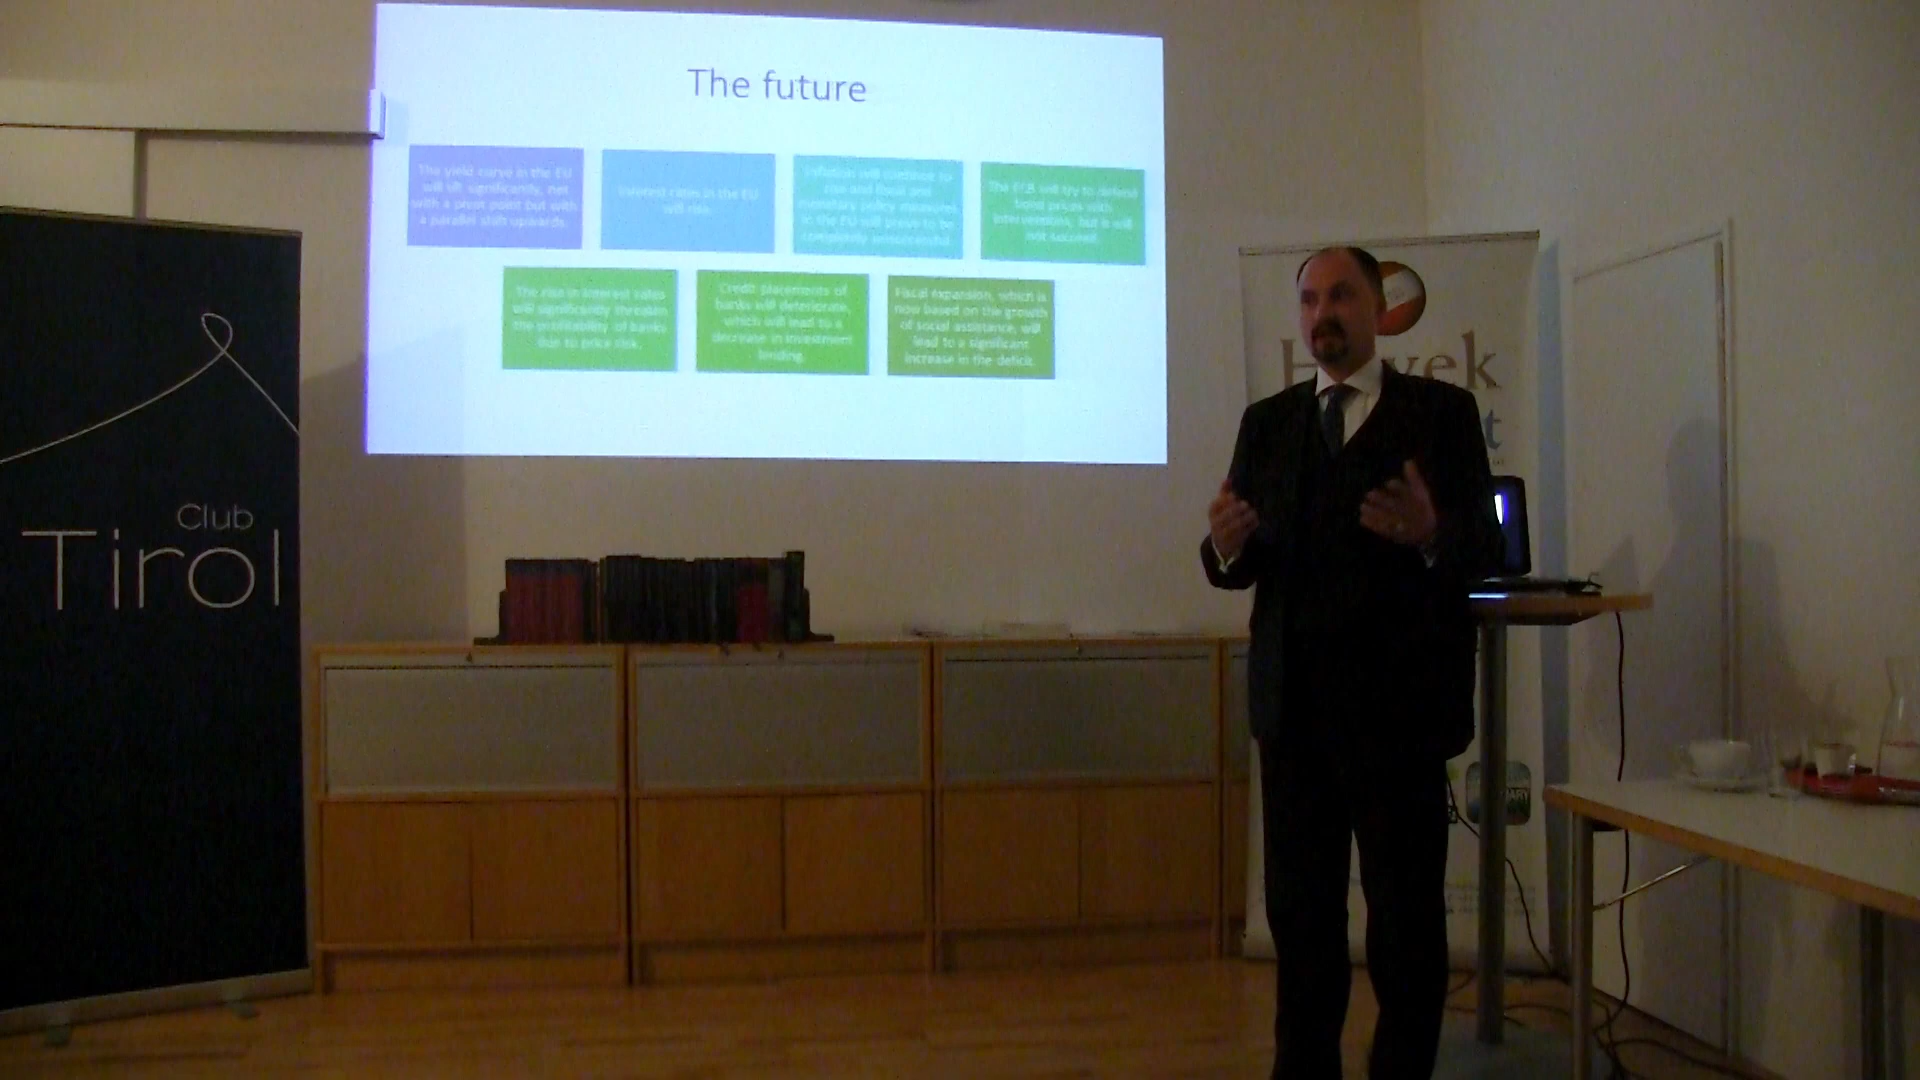 The future
The yield curve in the EU
will tilt significantly, not
with a pivot point but with
a parallel shift upwards.
Interest rates in the EU
will rise.
Inflation will continue to
rise and fiscal and
monetary policy measures
in the EU will prove to be
completely unsuccessful.
The ECB will try to defend
bond prices with
interventions, but it will
not succeed.
The rise in interest rates
will significantly threaten
the profitability of banks
due to price risk.
Credit placements of
banks will deteriorate,
which will lead to a
decrease in investment
lending.
Fiscal expansion, which is
now based on the growth
of social assistance, will
lead to a significant
increase in the deficit.
Club
Tirol
H yek
t